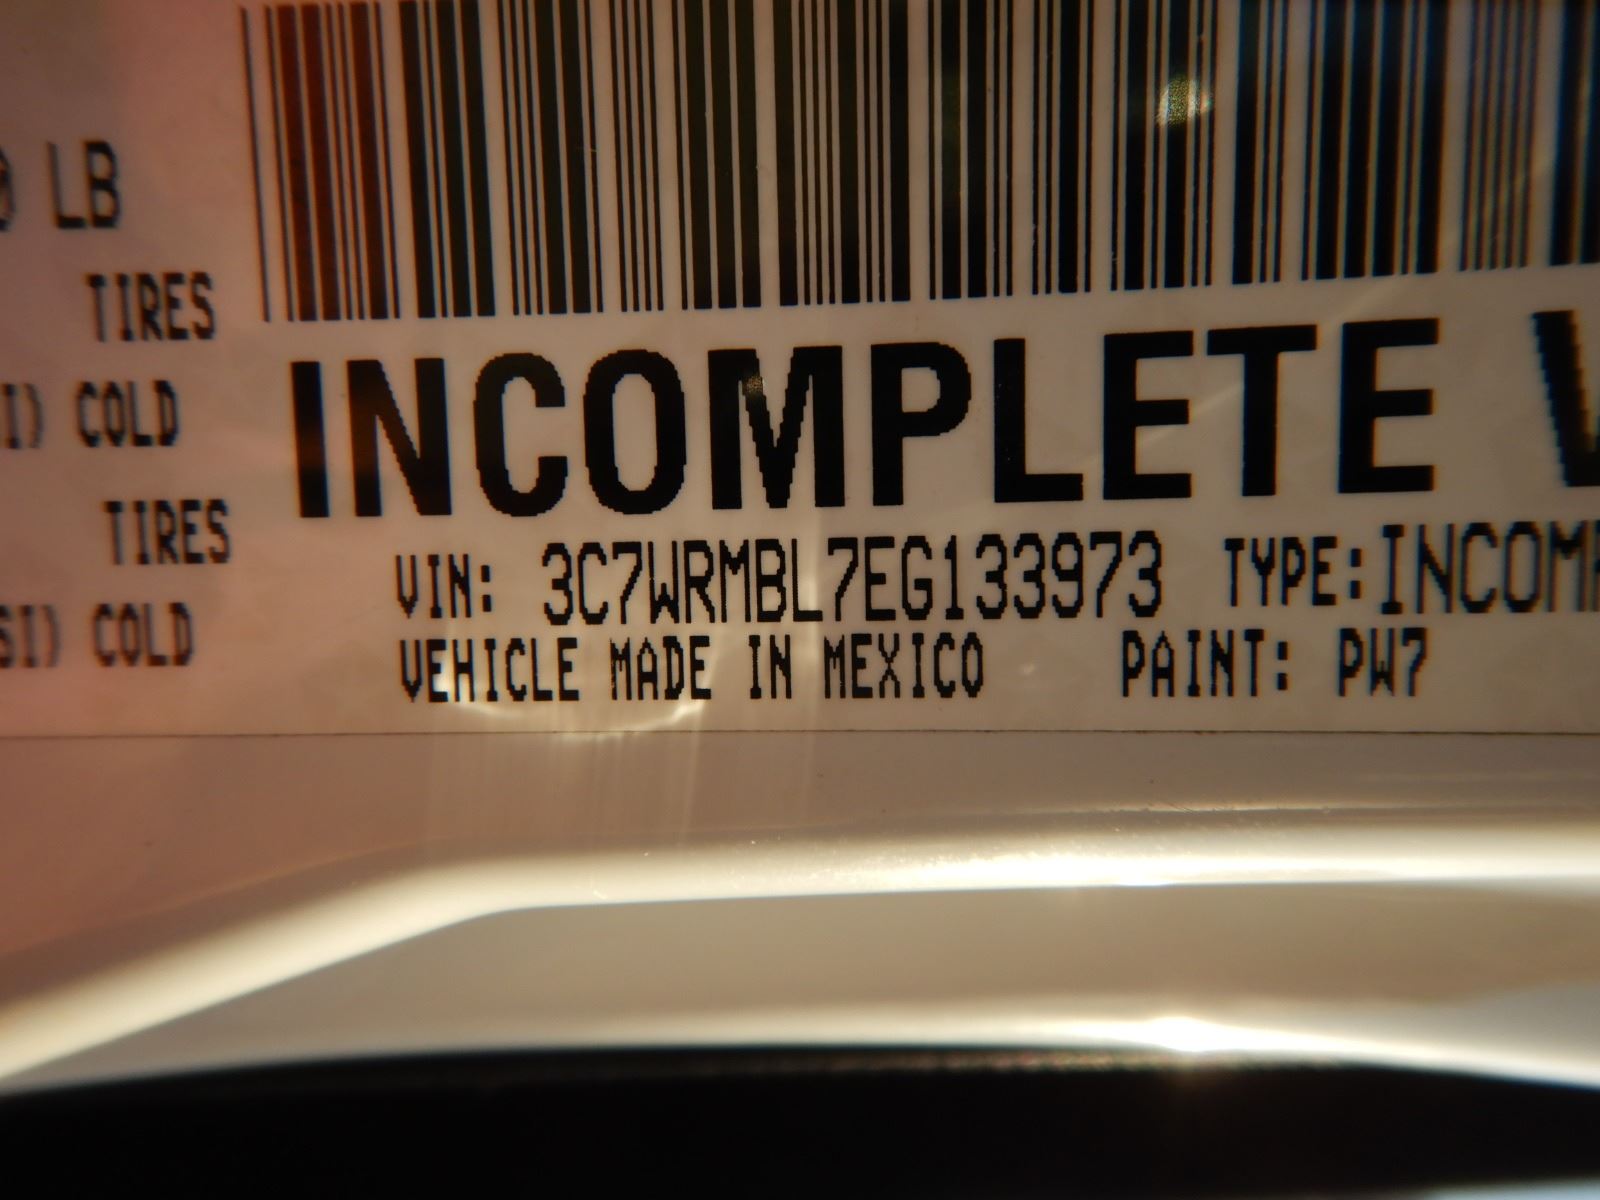 LB
TIRES
COLD
TIRES
COLD
INCOMPLETE
VIN: 3C7WRMBL7EG133973 TYPE:
VEHICLE MADE IN MEXICO PAINT: PW7